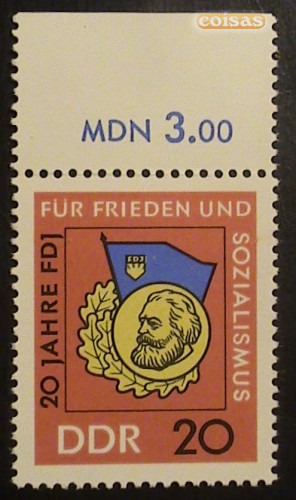 coisas
MDN 3.00
FÜR FRIEDEN UND
SOZIALISMUS
20 JAHRE FDJ
FDJ
DDR 20